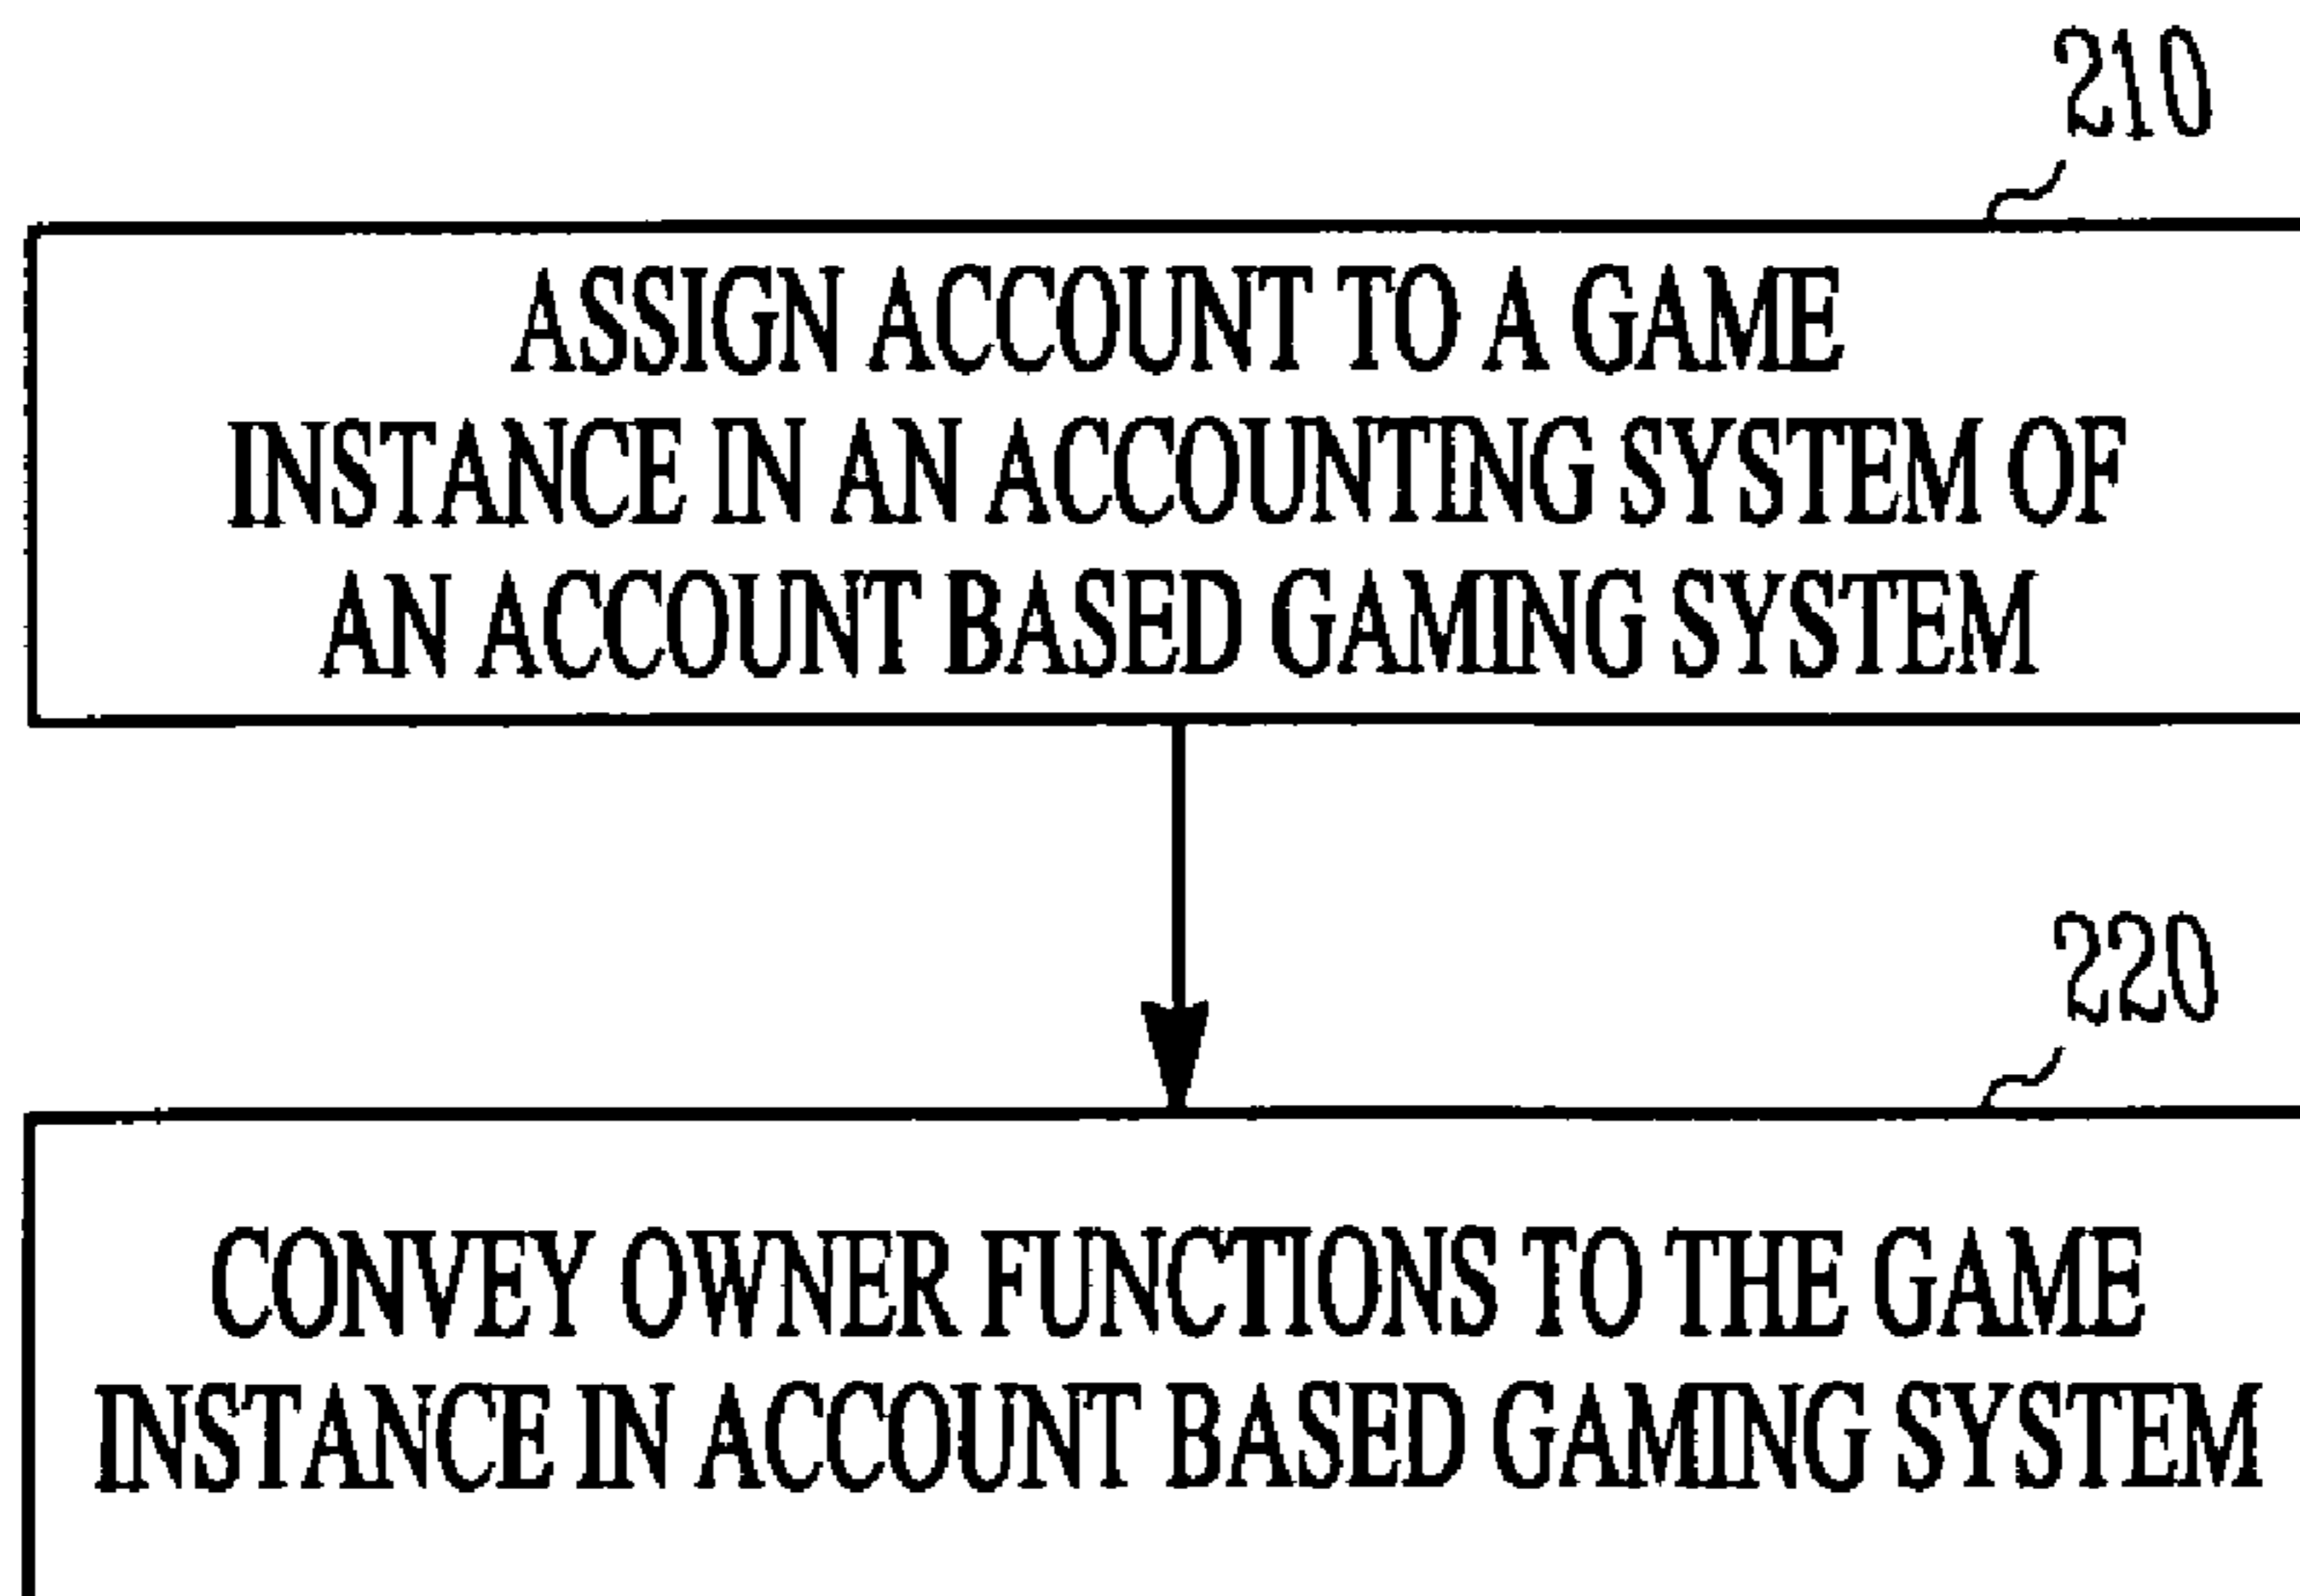 210
ASSIGN ACCOUNT TO A GAME
INSTANCE IN AN ACCOUNTING SYSTEM OF
AN ACCOUNT BASED GAMING SYSTEM
220
CONVEY OWNER FUNCTIONS TO THE GAME
INSTANCE IN ACCOUNT BASED GAMING SYSTEM